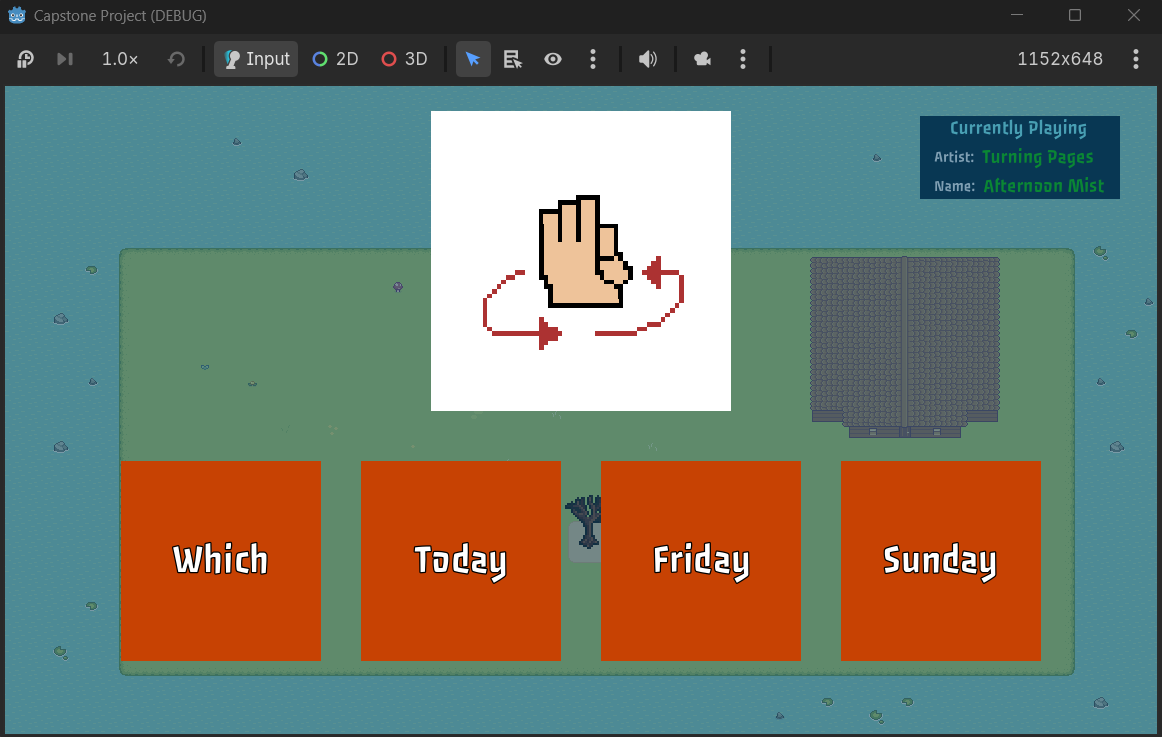 Capstone Project (DEBUG)
1.0× Input 2D 3D 1152x648
Currently Playing
Artist: Turning Pages
Name: Afternoon Mist
Which Today Friday Sunday